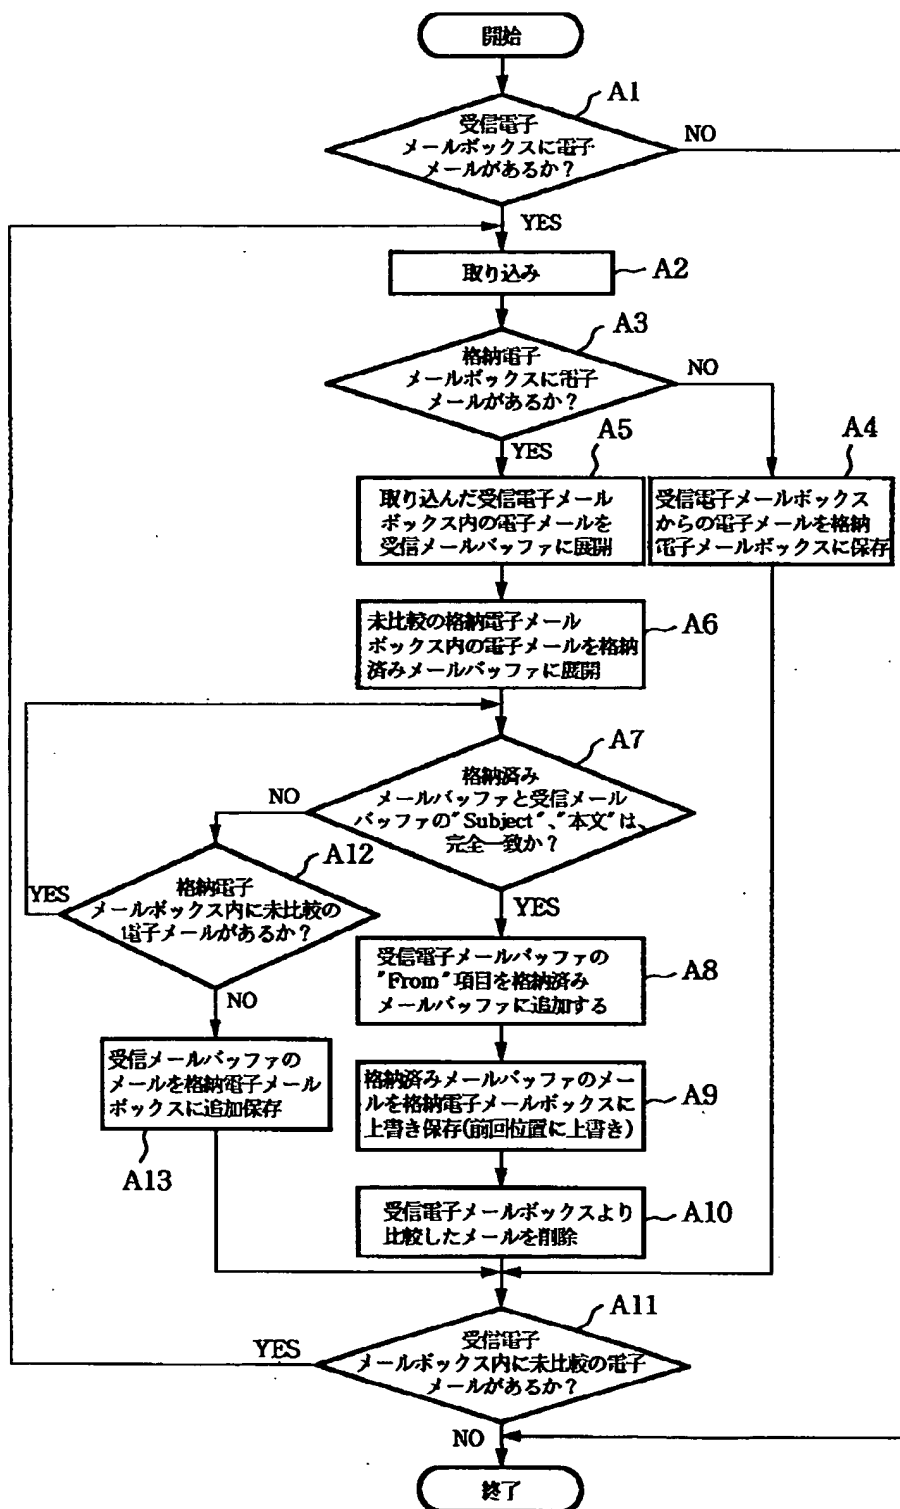 開始
A1
受信電子
メールボックスに電子
メールがあるか？
NO
YES
取り込み
A2
A3
格納電子
メールボックスに電子
メールがあるか？
NO
YES
A5
取り込んだ受信電子メール
ボックス内の電子メールを
受信メールバッファに展開
A4
受信電子メールボックス
からの電子メールを格納
電子メールボックスに保存
未比較の格納電子メール
ボックス内の電子メールを格納
済みメールバッファに展開
A6
A7
格納済み
メールバッファと受信メール
バッファの"Subject"、"本文"は、
完全一致か？
NO
YES
A12
格納電子
メールボックス内に未比較の
電子メールがあるか？
YES
NO
受信電子メールバッファの
"From"項目を格納済み
メールバッファに追加する
A8
受信メールバッファの
メールを格納電子メール
ボックスに追加保存
A13
格納済みメールバッファのメー
ルを格納電子メールボックスに
上書き保存(前回位置に上書き)
A9
受信電子メールボックスより
比較したメールを削除
A10
A11
受信電子
メールボックス内に未比較の電子
メールがあるか？
YES
NO
終了